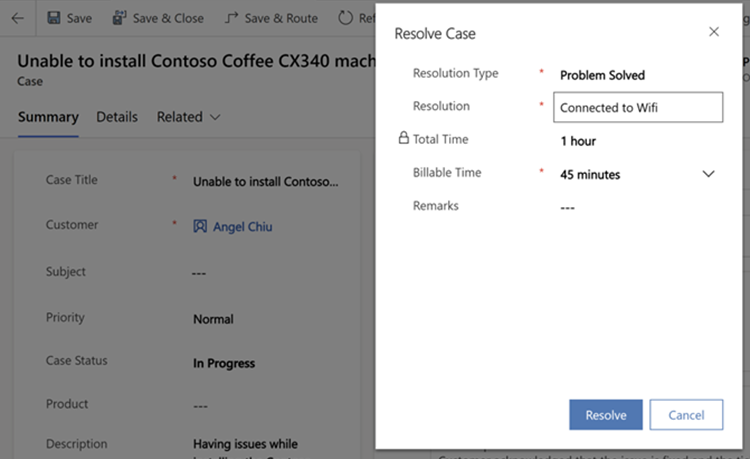 Save
Save & Close
Save & Route
Unable to install Contoso Coffee CX340 mach
Case
Summary
Details
Related
Case Title * Unable to install Contoso...
Customer * Angel Chiu
Subject ---
Priority Normal
Case Status In Progress
Product ---
Description Having issues while
Resolve Case
Resolution Type * Problem Solved
Resolution * Connected to Wifi
Total Time 1 hour
Billable Time * 45 minutes
Remarks ---
Resolve
Cancel